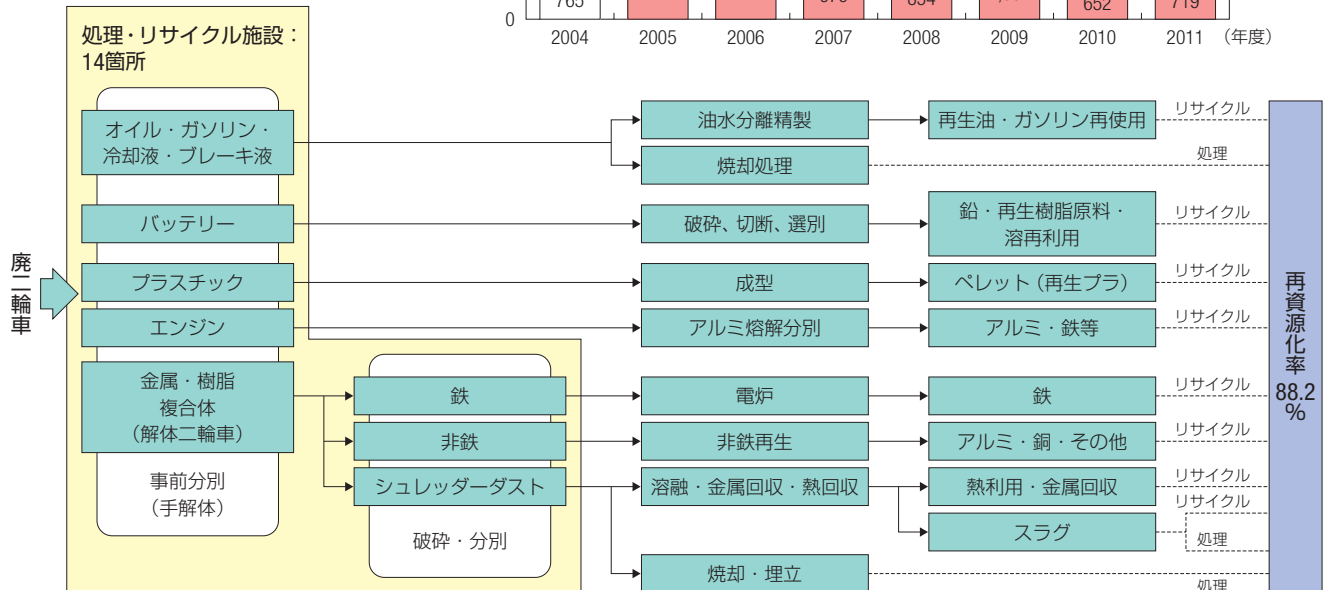 765
654
652
719
0
2004 2005 2006 2007 2008 2009 2010 2011 (年度)
処理・リサイクル施設：
14箇所
廃二輪車
オイル・ガソリン・
冷却液・ブレーキ液
油水分離精製
再生油・ガソリン再使用
リサイクル
焼却処理
処理
バッテリー
破砕、切断、選別
鉛・再生樹脂原料・
溶再利用
リサイクル
プラスチック
成型
ペレット（再生プラ）
リサイクル
エンジン
アルミ熔解分別
アルミ・鉄等
リサイクル
金属・樹脂
複合体
（解体二輪車）
事前分別
（手解体）
鉄
電炉
鉄
リサイクル
非鉄
非鉄再生
アルミ・銅・その他
リサイクル
シュレッダーダスト
溶融・金属回収・熱回収
熱利用・金属回収
リサイクル
破砕・分別
スラグ
リサイクル
処理
焼却・埋立
処理
再資源化率
88.2
%